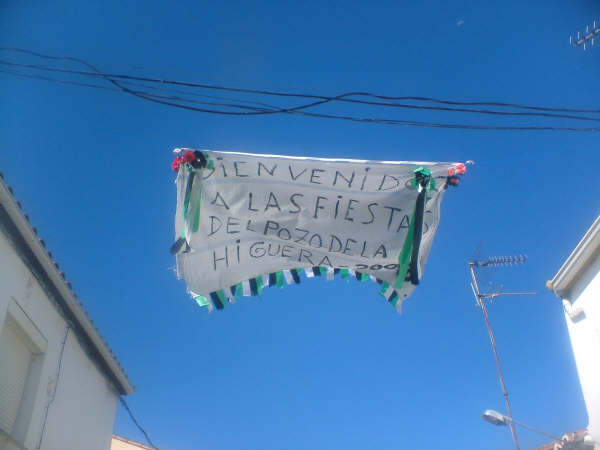 BIENVENIDOS
A LAS FIESTAS
DEL POZO DE LA
HIGUERA-